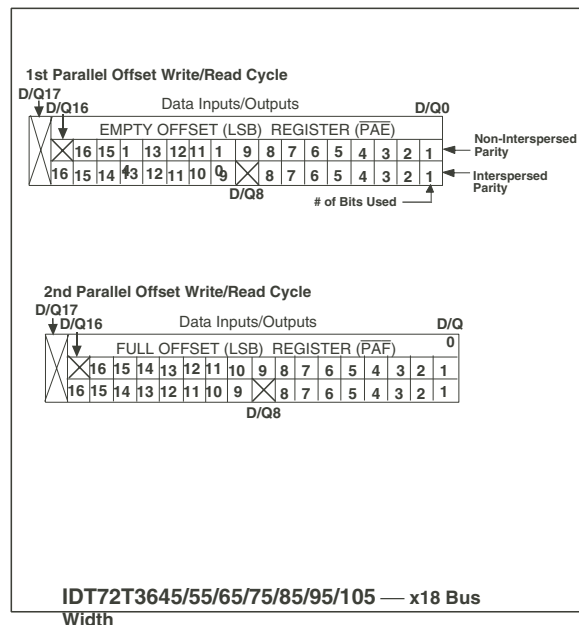 1st Parallel Offset Write/Read Cycle
D/Q17
D/Q16 Data Inputs/Outputs D/Q0
EMPTY OFFSET (LSB) REGISTER (PAE)
16 15 14 13 12 11 10 9 8 7 6 5 4 3 2 1 Non-Interspersed Parity
16 15 14 13 12 11 10 9 8 7 6 5 4 3 2 1 Interspersed Parity
D/Q8
# of Bits Used
2nd Parallel Offset Write/Read Cycle
D/Q17
D/Q16 Data Inputs/Outputs D/Q0
FULL OFFSET (LSB) REGISTER (PAF)
16 15 14 13 12 11 10 9 8 7 6 5 4 3 2 1
16 15 14 13 12 11 10 9 8 7 6 5 4 3 2 1
D/Q8
IDT72T3645/55/65/75/85/95/105 — x18 Bus
Width